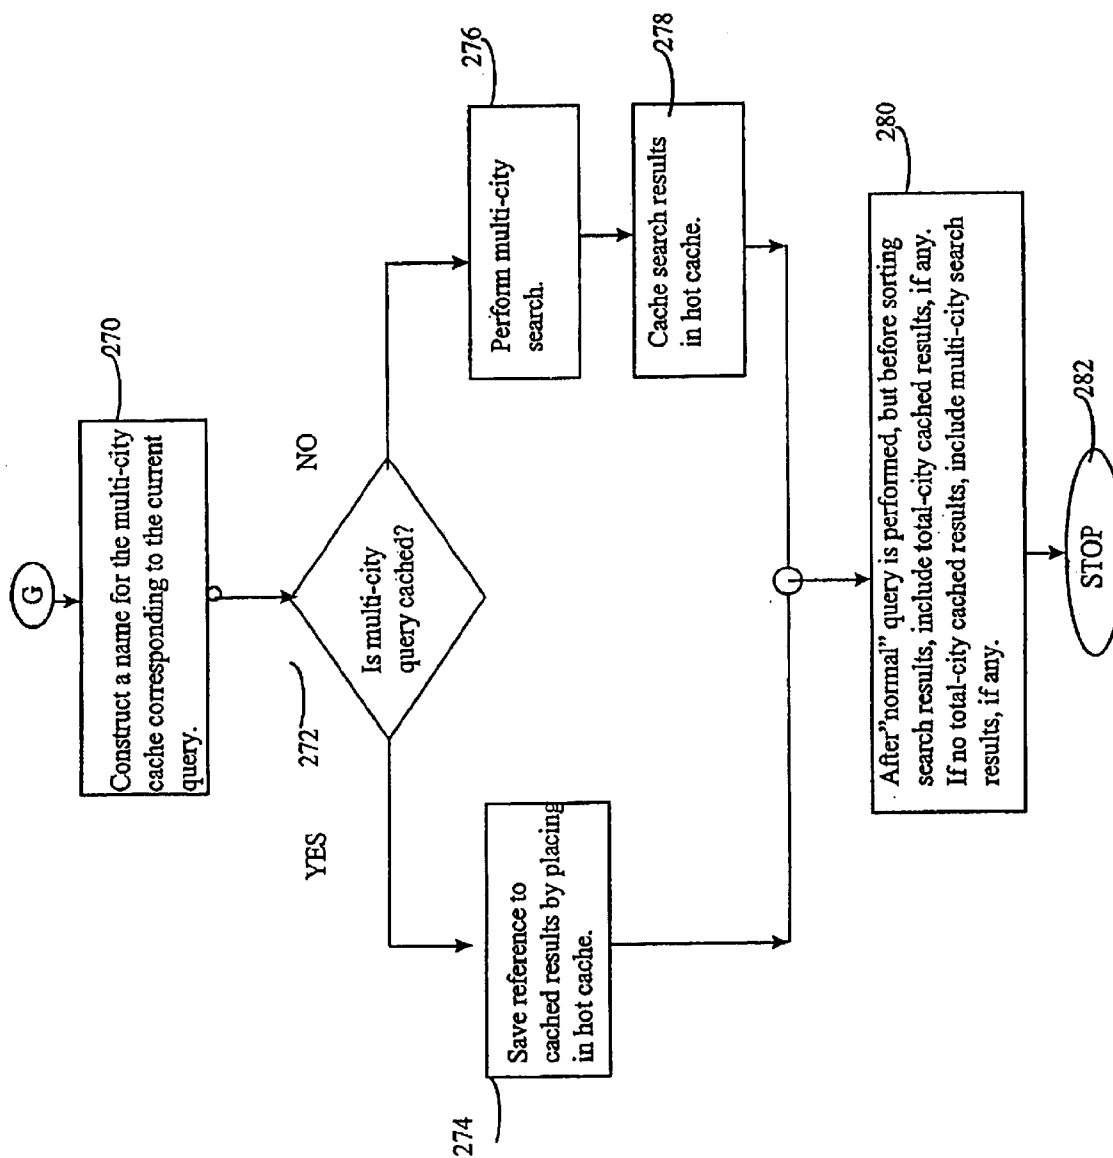 G
270
Construct a name for the multi-city
cache corresponding to the current
query.
272
Is multi-city
query cached?
YES
NO
274
Save reference to
cached results by placing
in hot cache.
276
Perform multi-city
search.
278
Cache search results
in hot cache.
280
After"normal" query is performed, but before sorting
search results, include total-city cached results, if any.
If no total-city cached results, include multi-city search
results, if any.
STOP
282